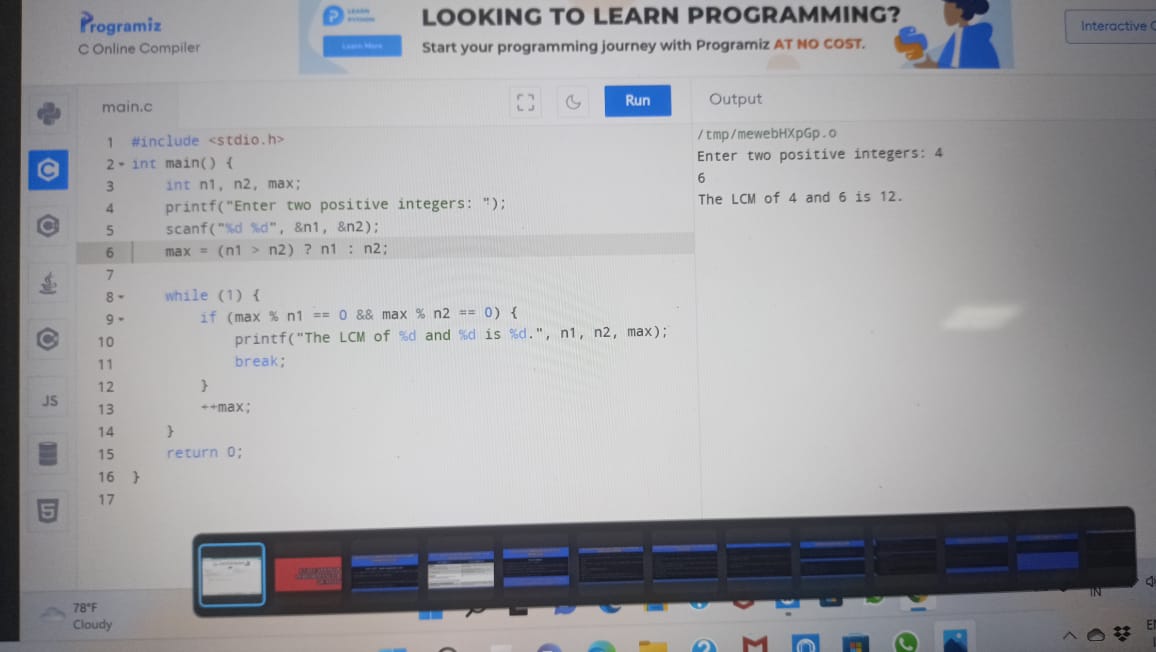 Programiz
C Online Compiler
LEARN
PYTHON
Learn More
LOOKING TO LEARN PROGRAMMING?
Start your programming journey with Programiz AT NO COST.
Interactive C
main.c
Run
Output
1 #include <stdio.h>
2 int main() {
3 int n1, n2, max;
4 printf("Enter two positive integers: ");
5 scanf("%d %d", &n1, &n2);
6 max = (n1 > n2) ? n1 : n2;
7
8 while (1) {
9 if (max % n1 == 0 && max % n2 == 0) {
10 printf("The LCM of %d and %d is %d.", n1, n2, max);
11 break;
12 }
13 ++max;
14 }
15 return 0;
16 }
17
/tmp/mewebHXpGp.o
Enter two positive integers: 4
6
The LCM of 4 and 6 is 12.
JS
78°F
Cloudy
IN